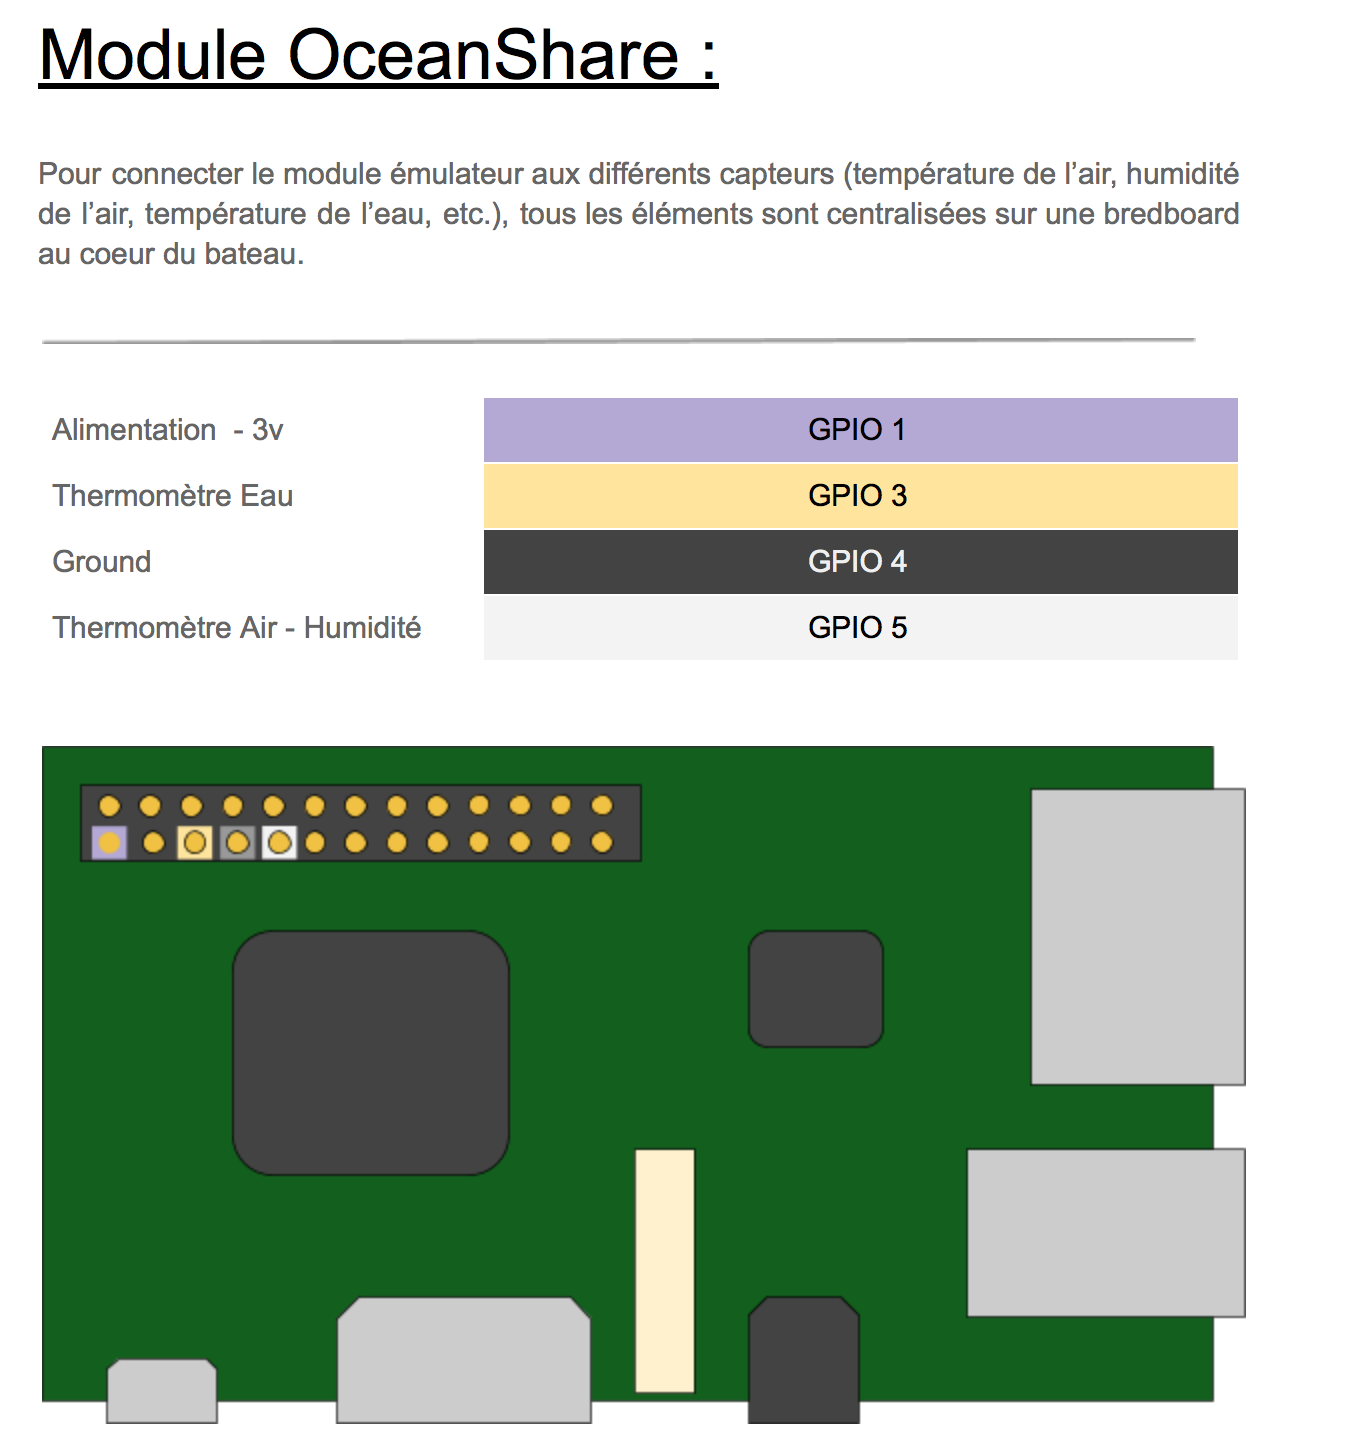 Module OceanShare :
Pour connecter le module émulateur aux différents capteurs (température de l’air, humidité
de l’air, température de l’eau, etc.), tous les éléments sont centralisées sur une bredboard
au coeur du bateau.
Alimentation - 3v GPIO 1
Thermomètre Eau GPIO 3
Ground GPIO 4
Thermomètre Air - Humidité GPIO 5